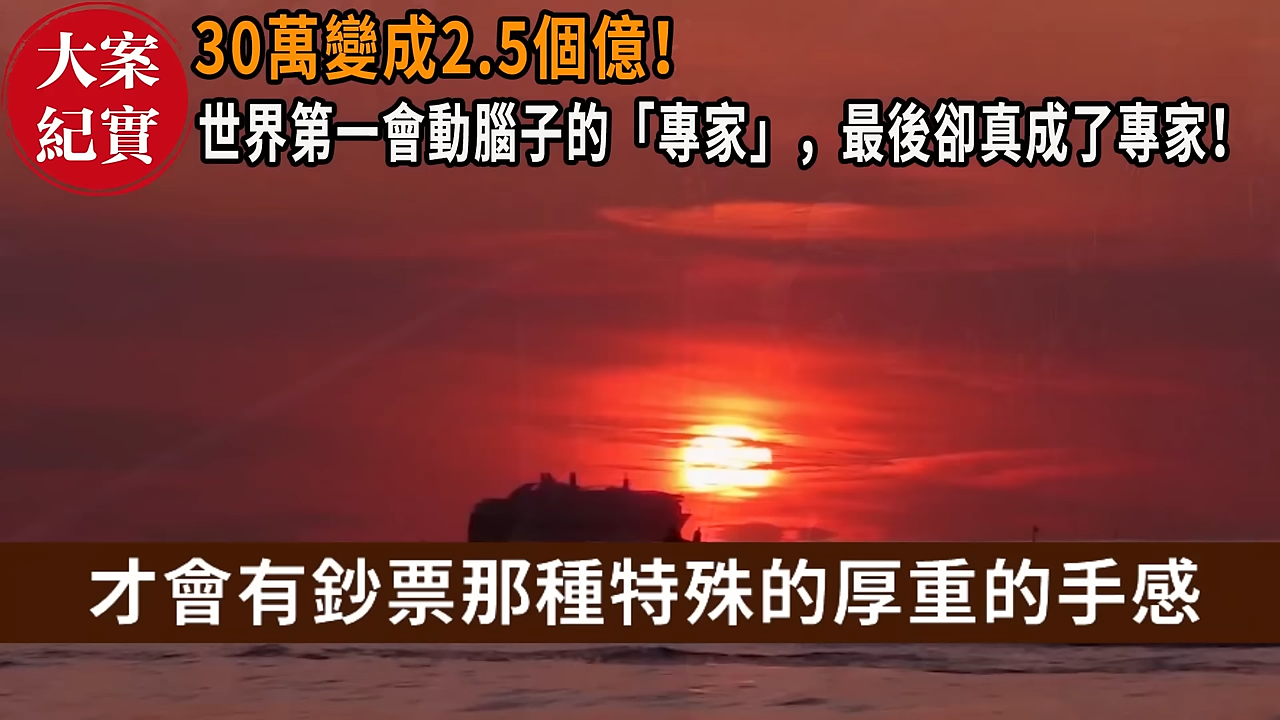 大案
紀實
30萬變成2.5個億！
世界第一會動腦子的「專家」，最後卻真成了專家！
才會有鈔票那種特殊的厚重的手感